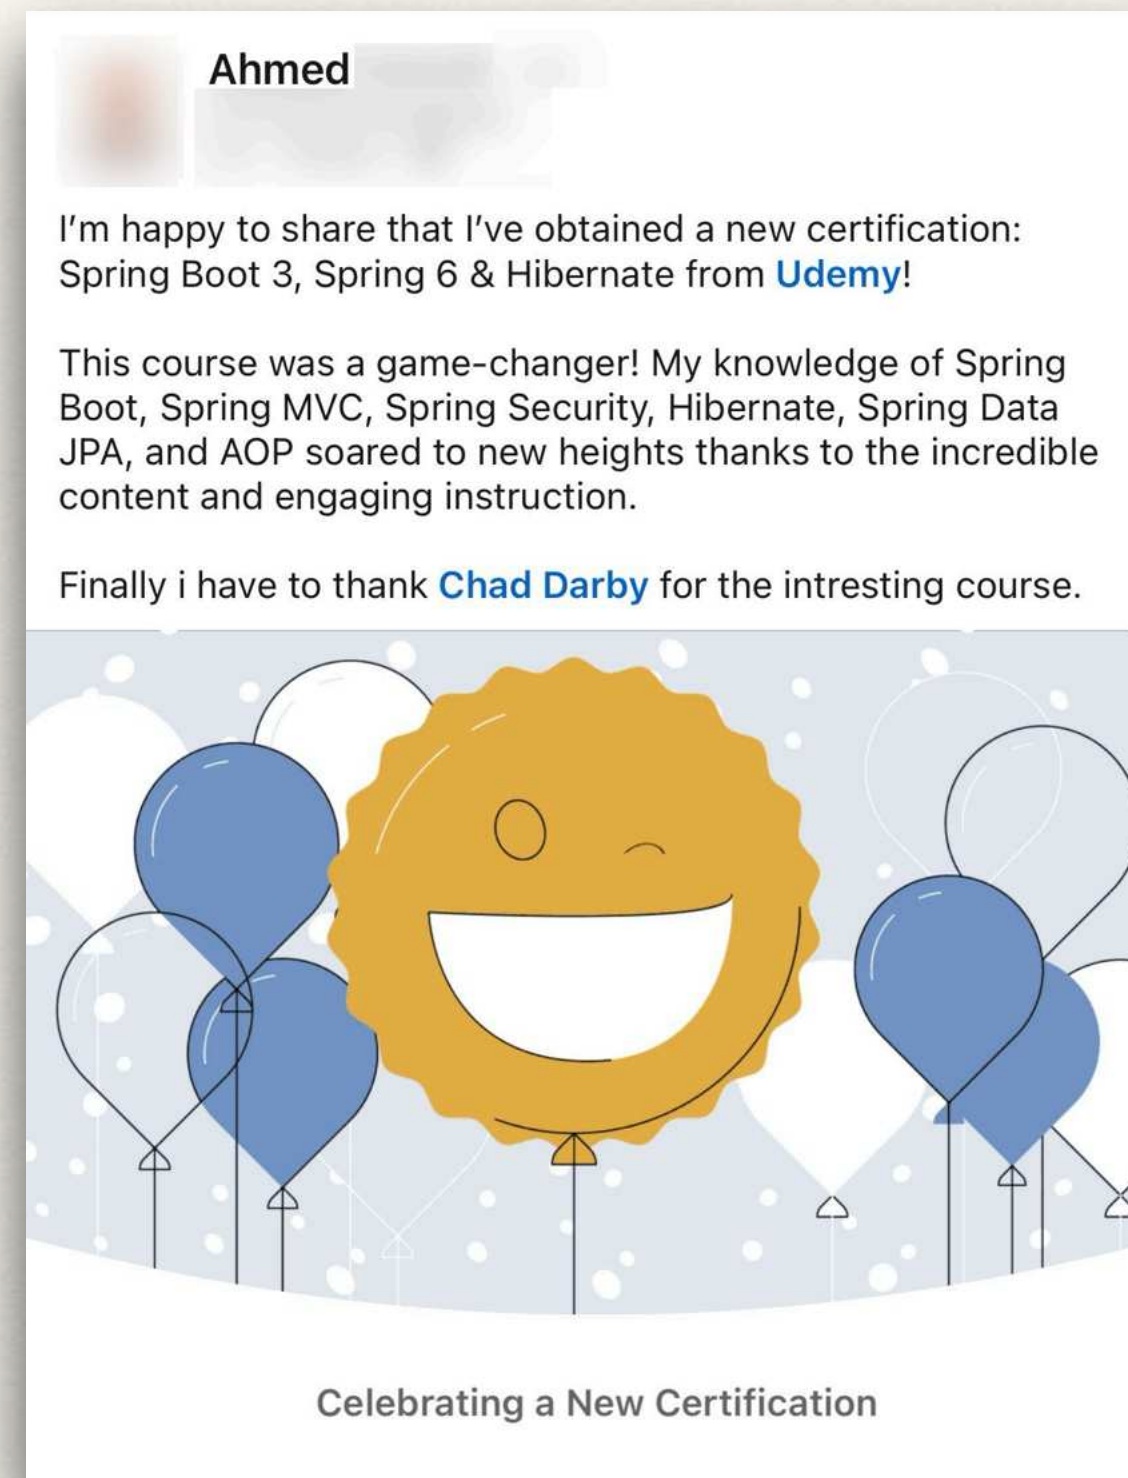 Ahmed
I'm happy to share that I've obtained a new certification:
Spring Boot 3, Spring 6 & Hibernate from Udemy!
This course was a game-changer! My knowledge of Spring
Boot, Spring MVC, Spring Security, Hibernate, Spring Data
JPA, and AOP soared to new heights thanks to the incredible
content and engaging instruction.
Finally i have to thank Chad Darby for the intresting course.
Celebrating a New Certification